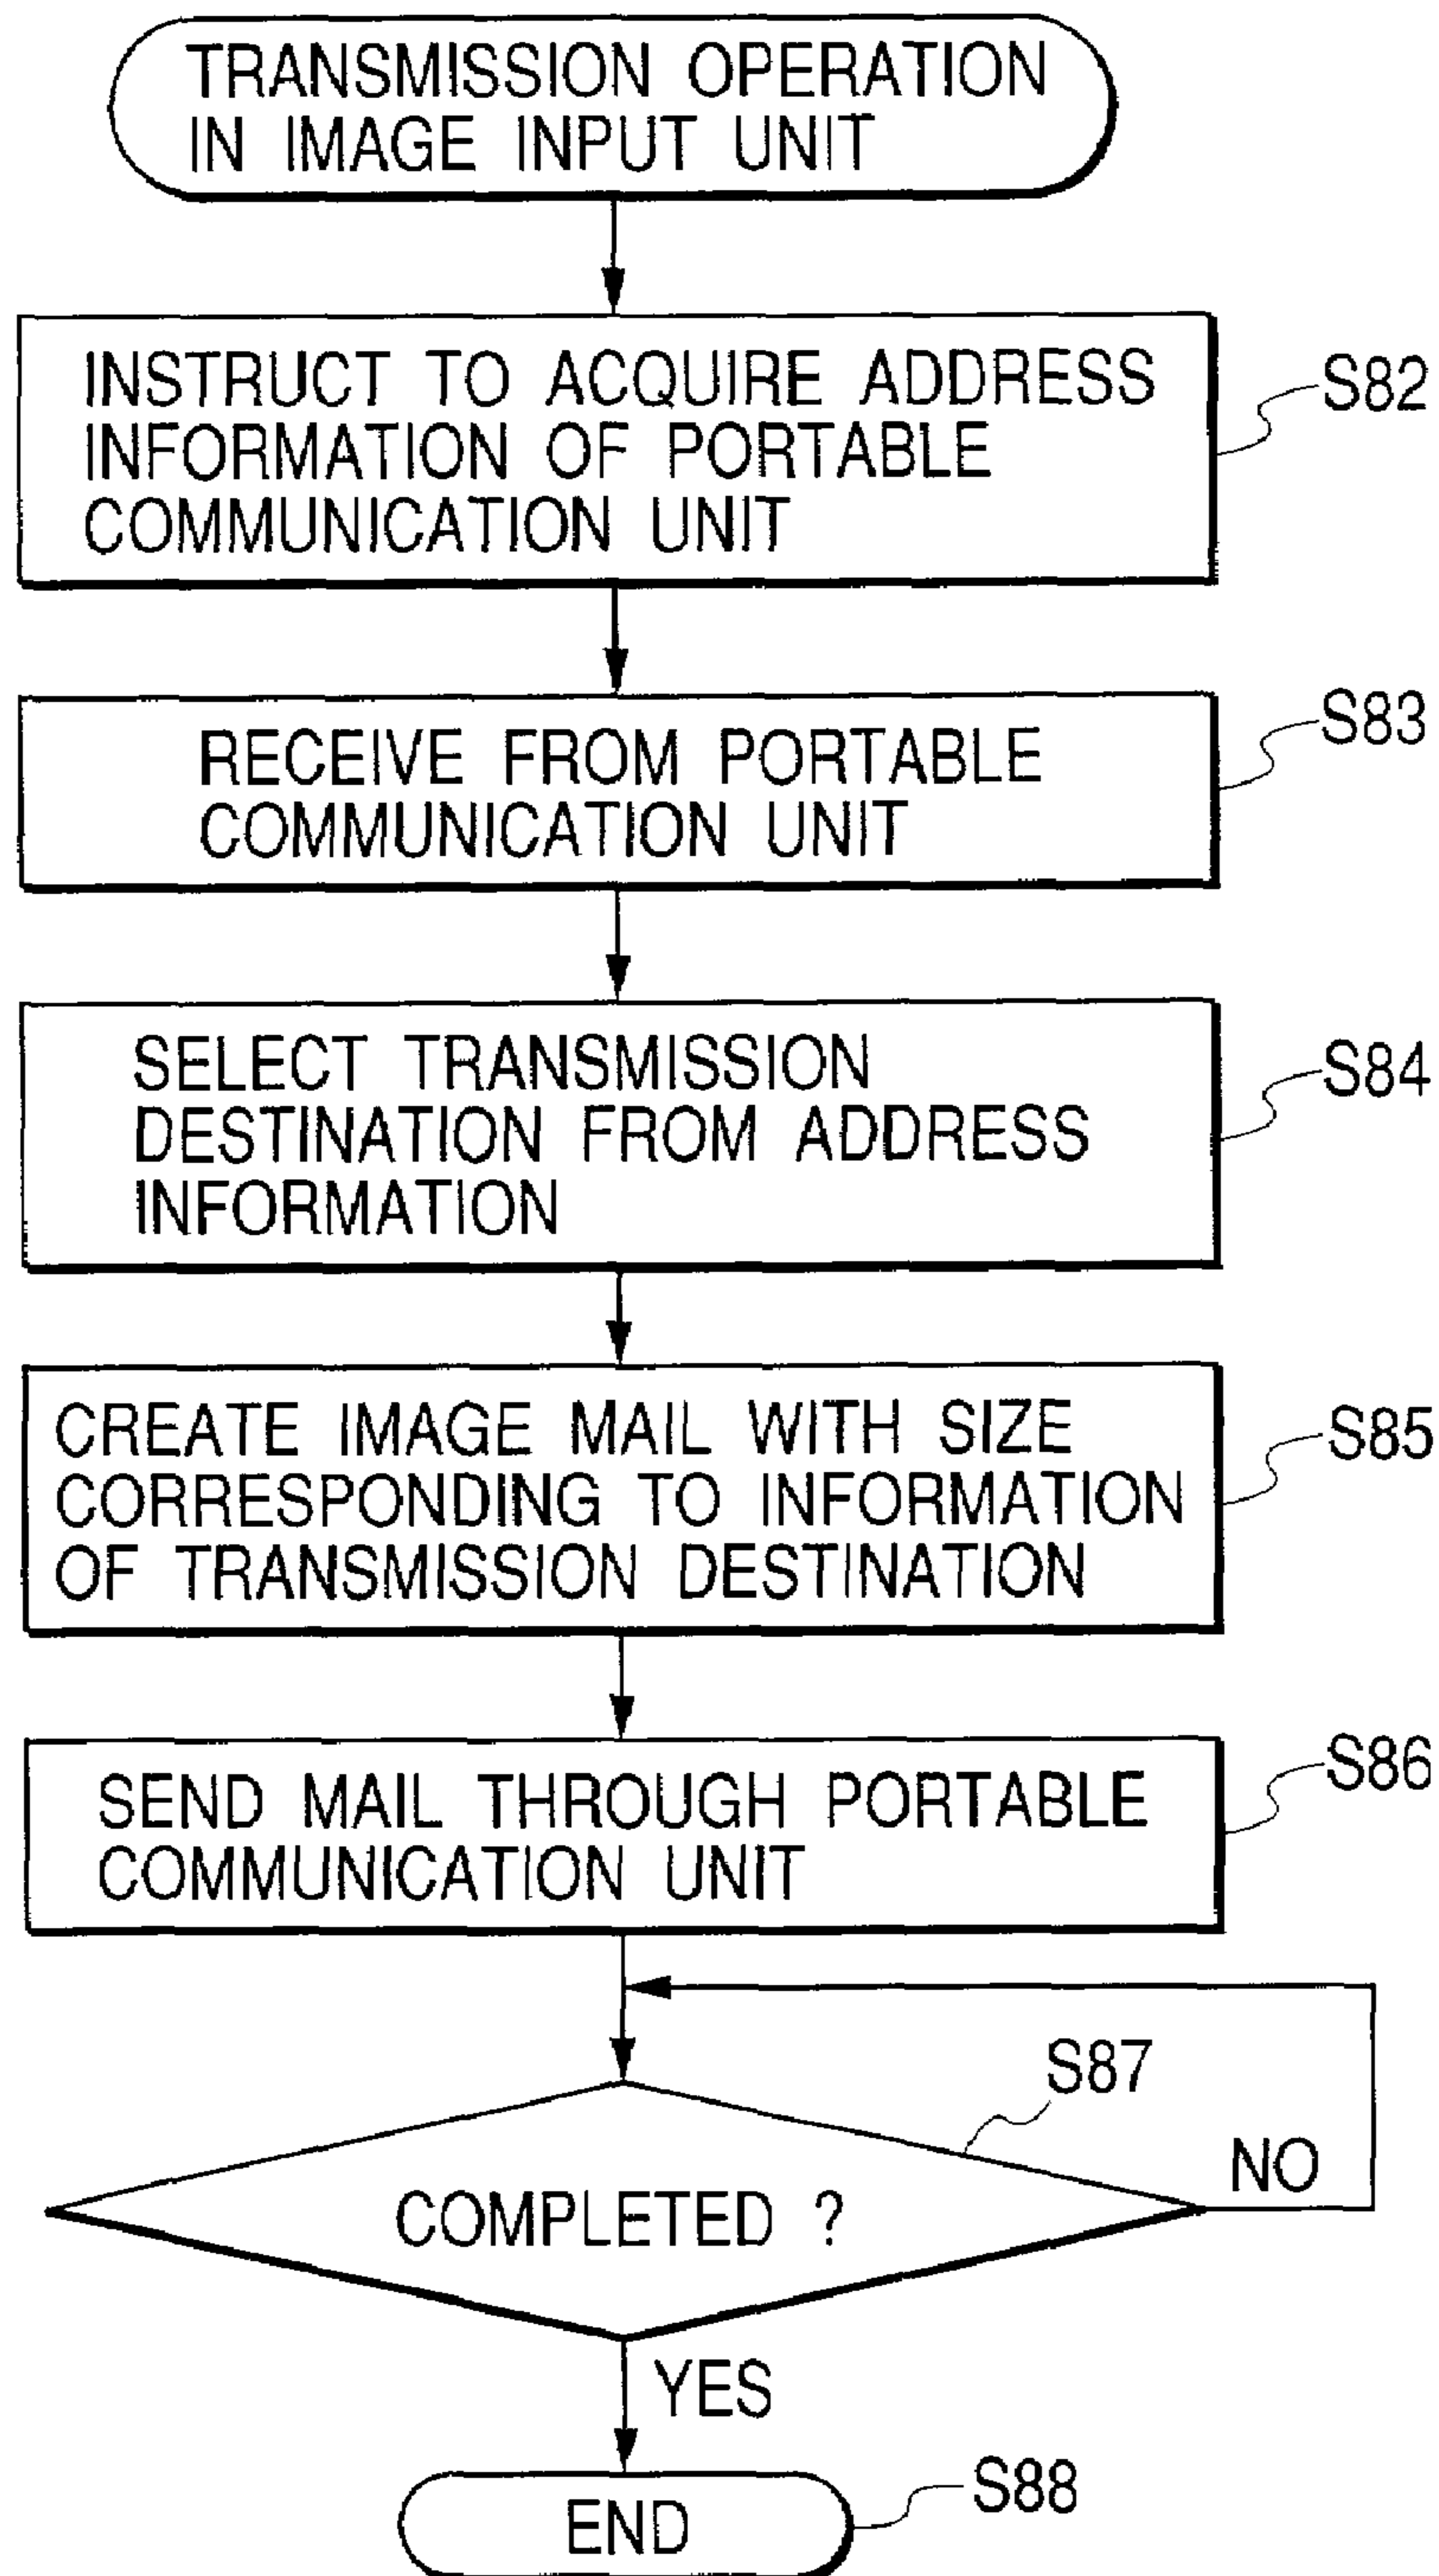 TRANSMISSION OPERATION
IN IMAGE INPUT UNIT
INSTRUCT TO ACQUIRE ADDRESS
INFORMATION OF PORTABLE
COMMUNICATION UNIT
S82
RECEIVE FROM PORTABLE
COMMUNICATION UNIT
S83
SELECT TRANSMISSION
DESTINATION FROM ADDRESS
INFORMATION
S84
CREATE IMAGE MAIL WITH SIZE
CORRESPONDING TO INFORMATION
OF TRANSMISSION DESTINATION
S85
SEND MAIL THROUGH PORTABLE
COMMUNICATION UNIT
S86
S87
COMPLETED ?
NO
YES
END
S88